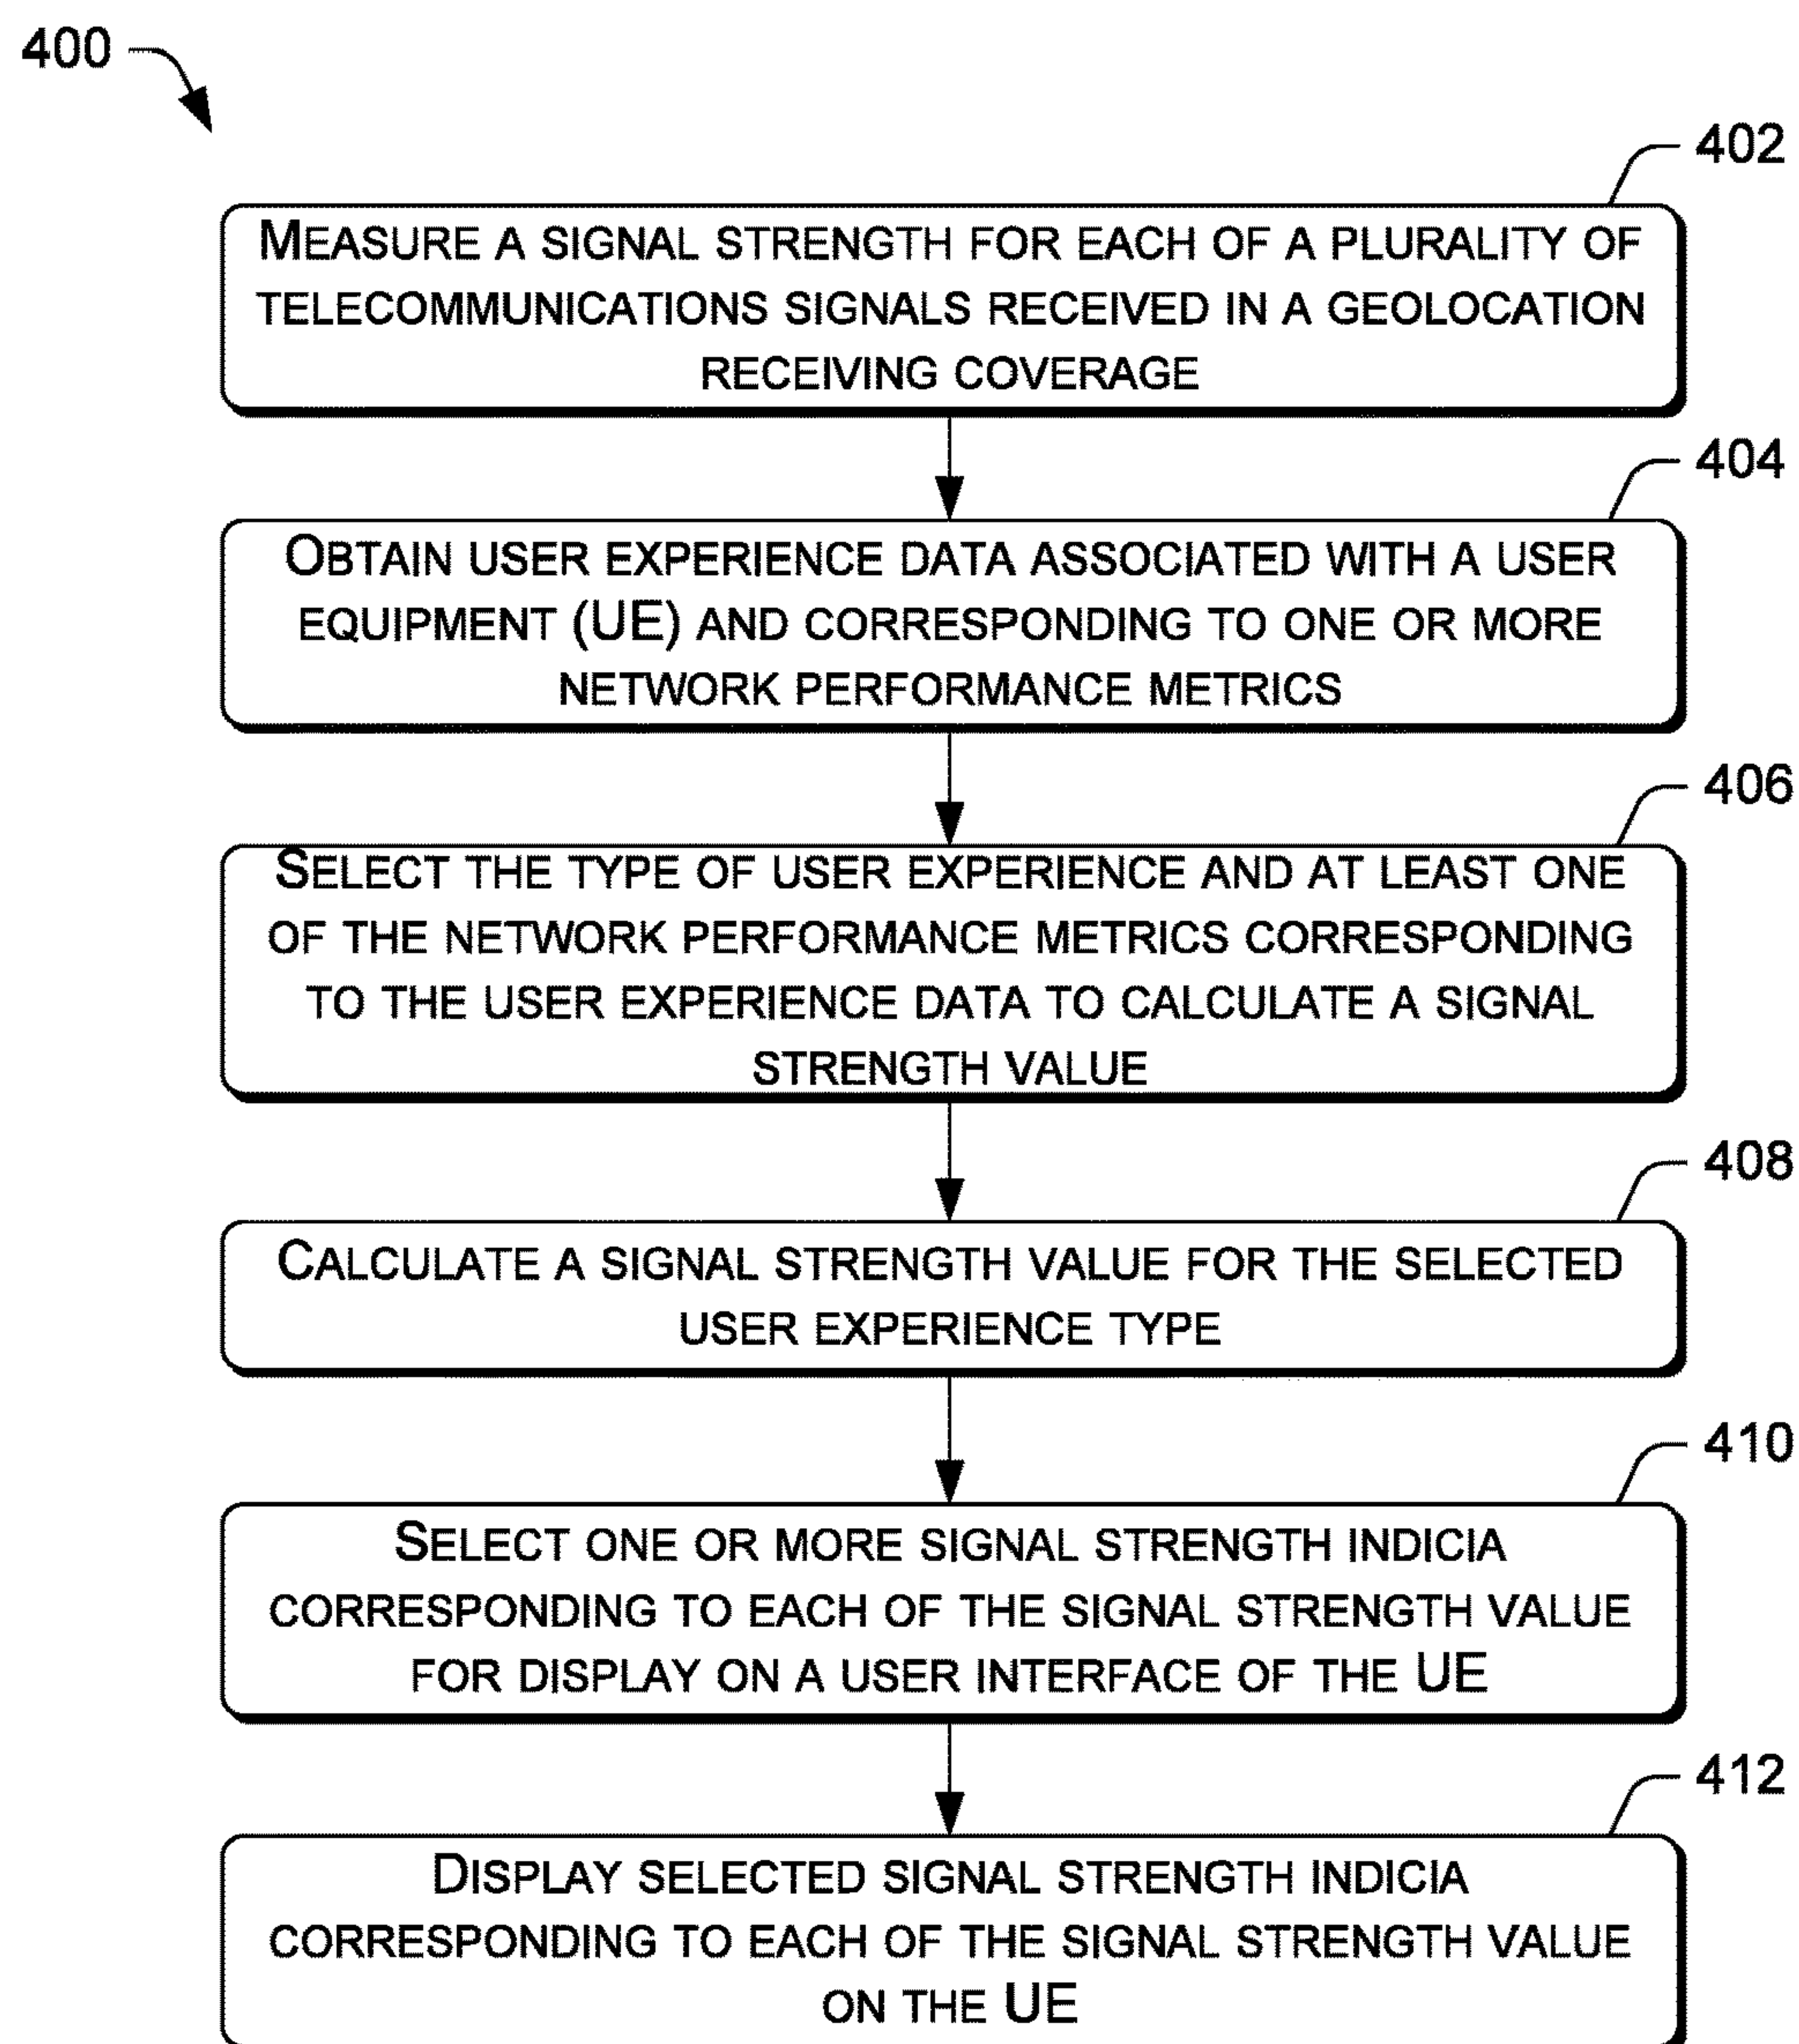 400
402
MEASURE A SIGNAL STRENGTH FOR EACH OF A PLURALITY OF
TELECOMMUNICATIONS SIGNALS RECEIVED IN A GEOLOCATION
RECEIVING COVERAGE
404
OBTAIN USER EXPERIENCE DATA ASSOCIATED WITH A USER
EQUIPMENT (UE) AND CORRESPONDING TO ONE OR MORE
NETWORK PERFORMANCE METRICS
406
SELECT THE TYPE OF USER EXPERIENCE AND AT LEAST ONE
OF THE NETWORK PERFORMANCE METRICS CORRESPONDING
TO THE USER EXPERIENCE DATA TO CALCULATE A SIGNAL
STRENGTH VALUE
408
CALCULATE A SIGNAL STRENGTH VALUE FOR THE SELECTED
USER EXPERIENCE TYPE
410
SELECT ONE OR MORE SIGNAL STRENGTH INDICIA
CORRESPONDING TO EACH OF THE SIGNAL STRENGTH VALUE
FOR DISPLAY ON A USER INTERFACE OF THE UE
412
DISPLAY SELECTED SIGNAL STRENGTH INDICIA
CORRESPONDING TO EACH OF THE SIGNAL STRENGTH VALUE
ON THE UE